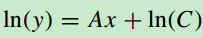 ln(y) = Ax + ln(C)